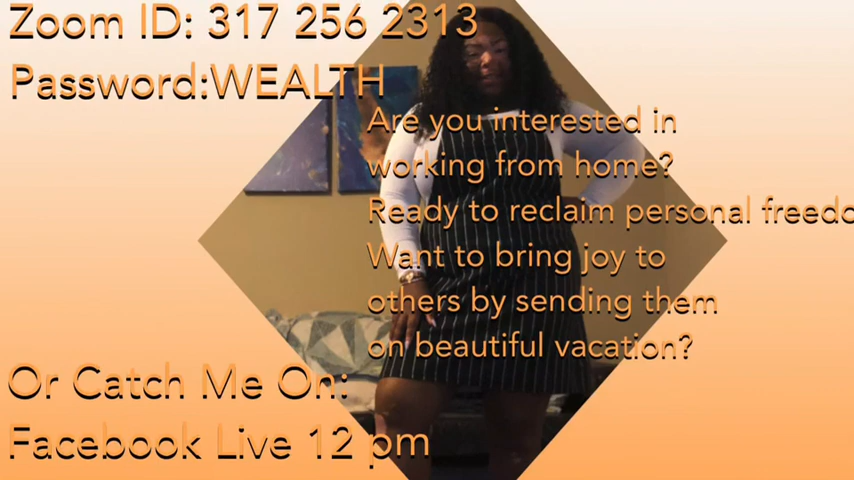 Zoom ID: 317 256 2313
Password:WEALTH
Are you interested in
working from home?
Ready to reclaim personal freedo
Want to bring joy to
others by sending them
on beautiful vacation?
Or Catch Me On:
Facebook Live 12 pm